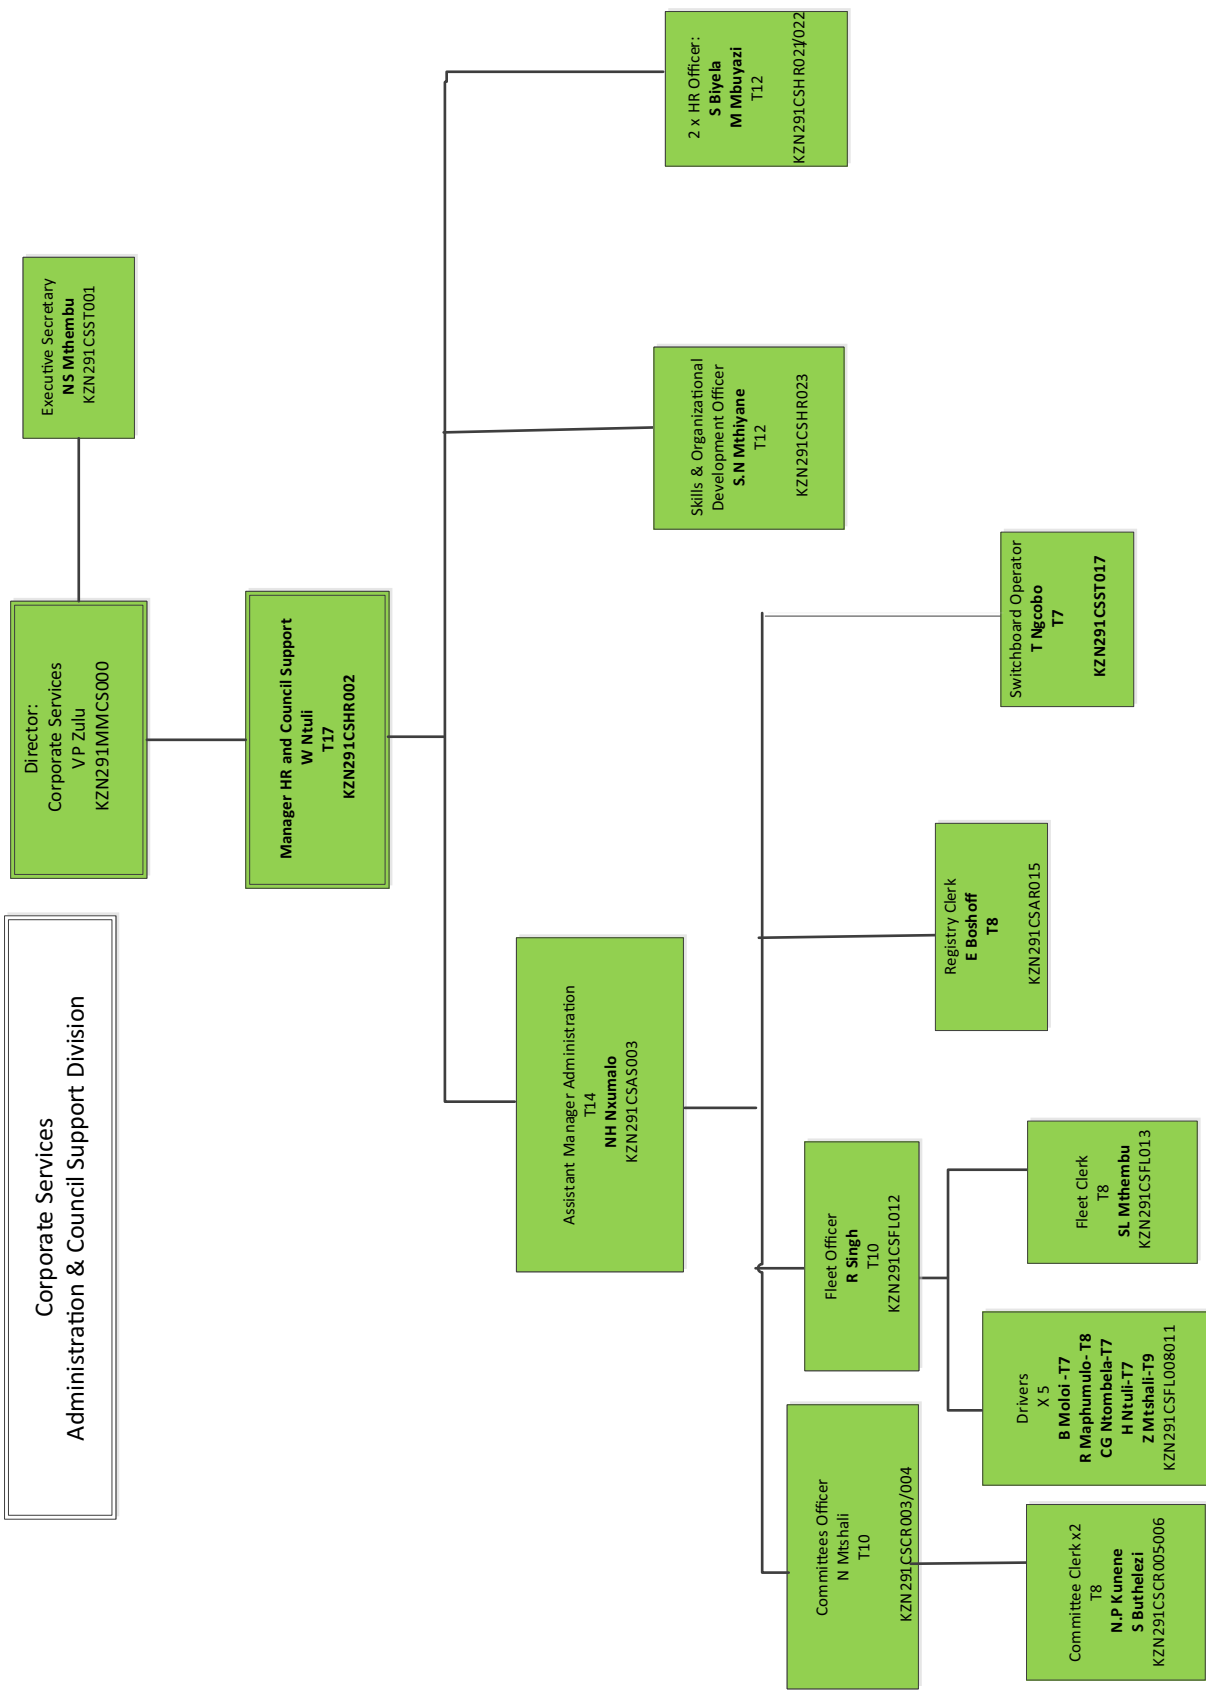 Corporate Services
Administration & Council Support Division
Director:
Corporate Services
VP Zulu
KZN291MMCS000
Executive Secretary
NS Mthembu
KZN291CSST001
Manager HR and Council Support
W Ntuli
T17
KZN291CSHR002
Assistant Manager Administration
T14
NH Nxumalo
KZN291CSAS003
Skills & Organizational
Development Officer
S.N Mthiyane
T12
KZN291CSHR023
2 x HR Officer:
S Biyela
M Mbuyazi
T12
KZN291CSHR021/022
Committees Officer
N Mtshali
T10
KZN291CSCR003/004
Fleet Officer
R Singh
T10
KZN291CSFL012
Registry Clerk
E Boshoff
T8
KZN291CSAR015
Switchboard Operator
T Ngcobo
T7
KZN291CSST017
Committee Clerk x2
T8
N.P Kunene
S Buthelezi
KZN291CSCR005006
Drivers
X 5
B Moloi -T7
R Maphumulo- T8
CG Ntombela-T7
H Ntuli-T7
Z Mtshali-T9
KZN291CSFL008011
Fleet Clerk
T8
SL Mthembu
KZN291CSFL013